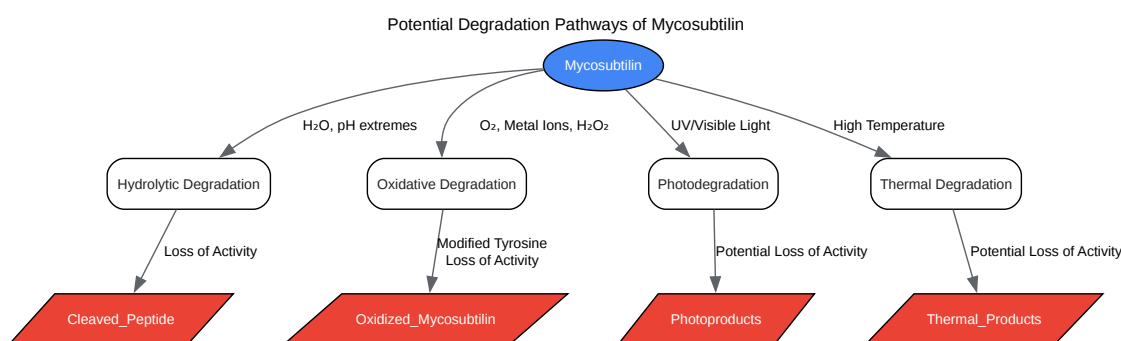 Potential Degradation Pathways of Mycosubtilin
Mycosubtilin
H₂O, pH extremes
O₂, Metal Ions, H₂O₂
UV/Visible Light
High Temperature
Hydrolytic Degradation
Oxidative Degradation
Photodegradation
Thermal Degradation
Loss of Activity
Modified Tyrosine
Loss of Activity
Potential Loss of Activity
Potential Loss of Activity
Cleaved_Peptide
Oxidized_Mycosubtilin
Photoproducts
Thermal_Products